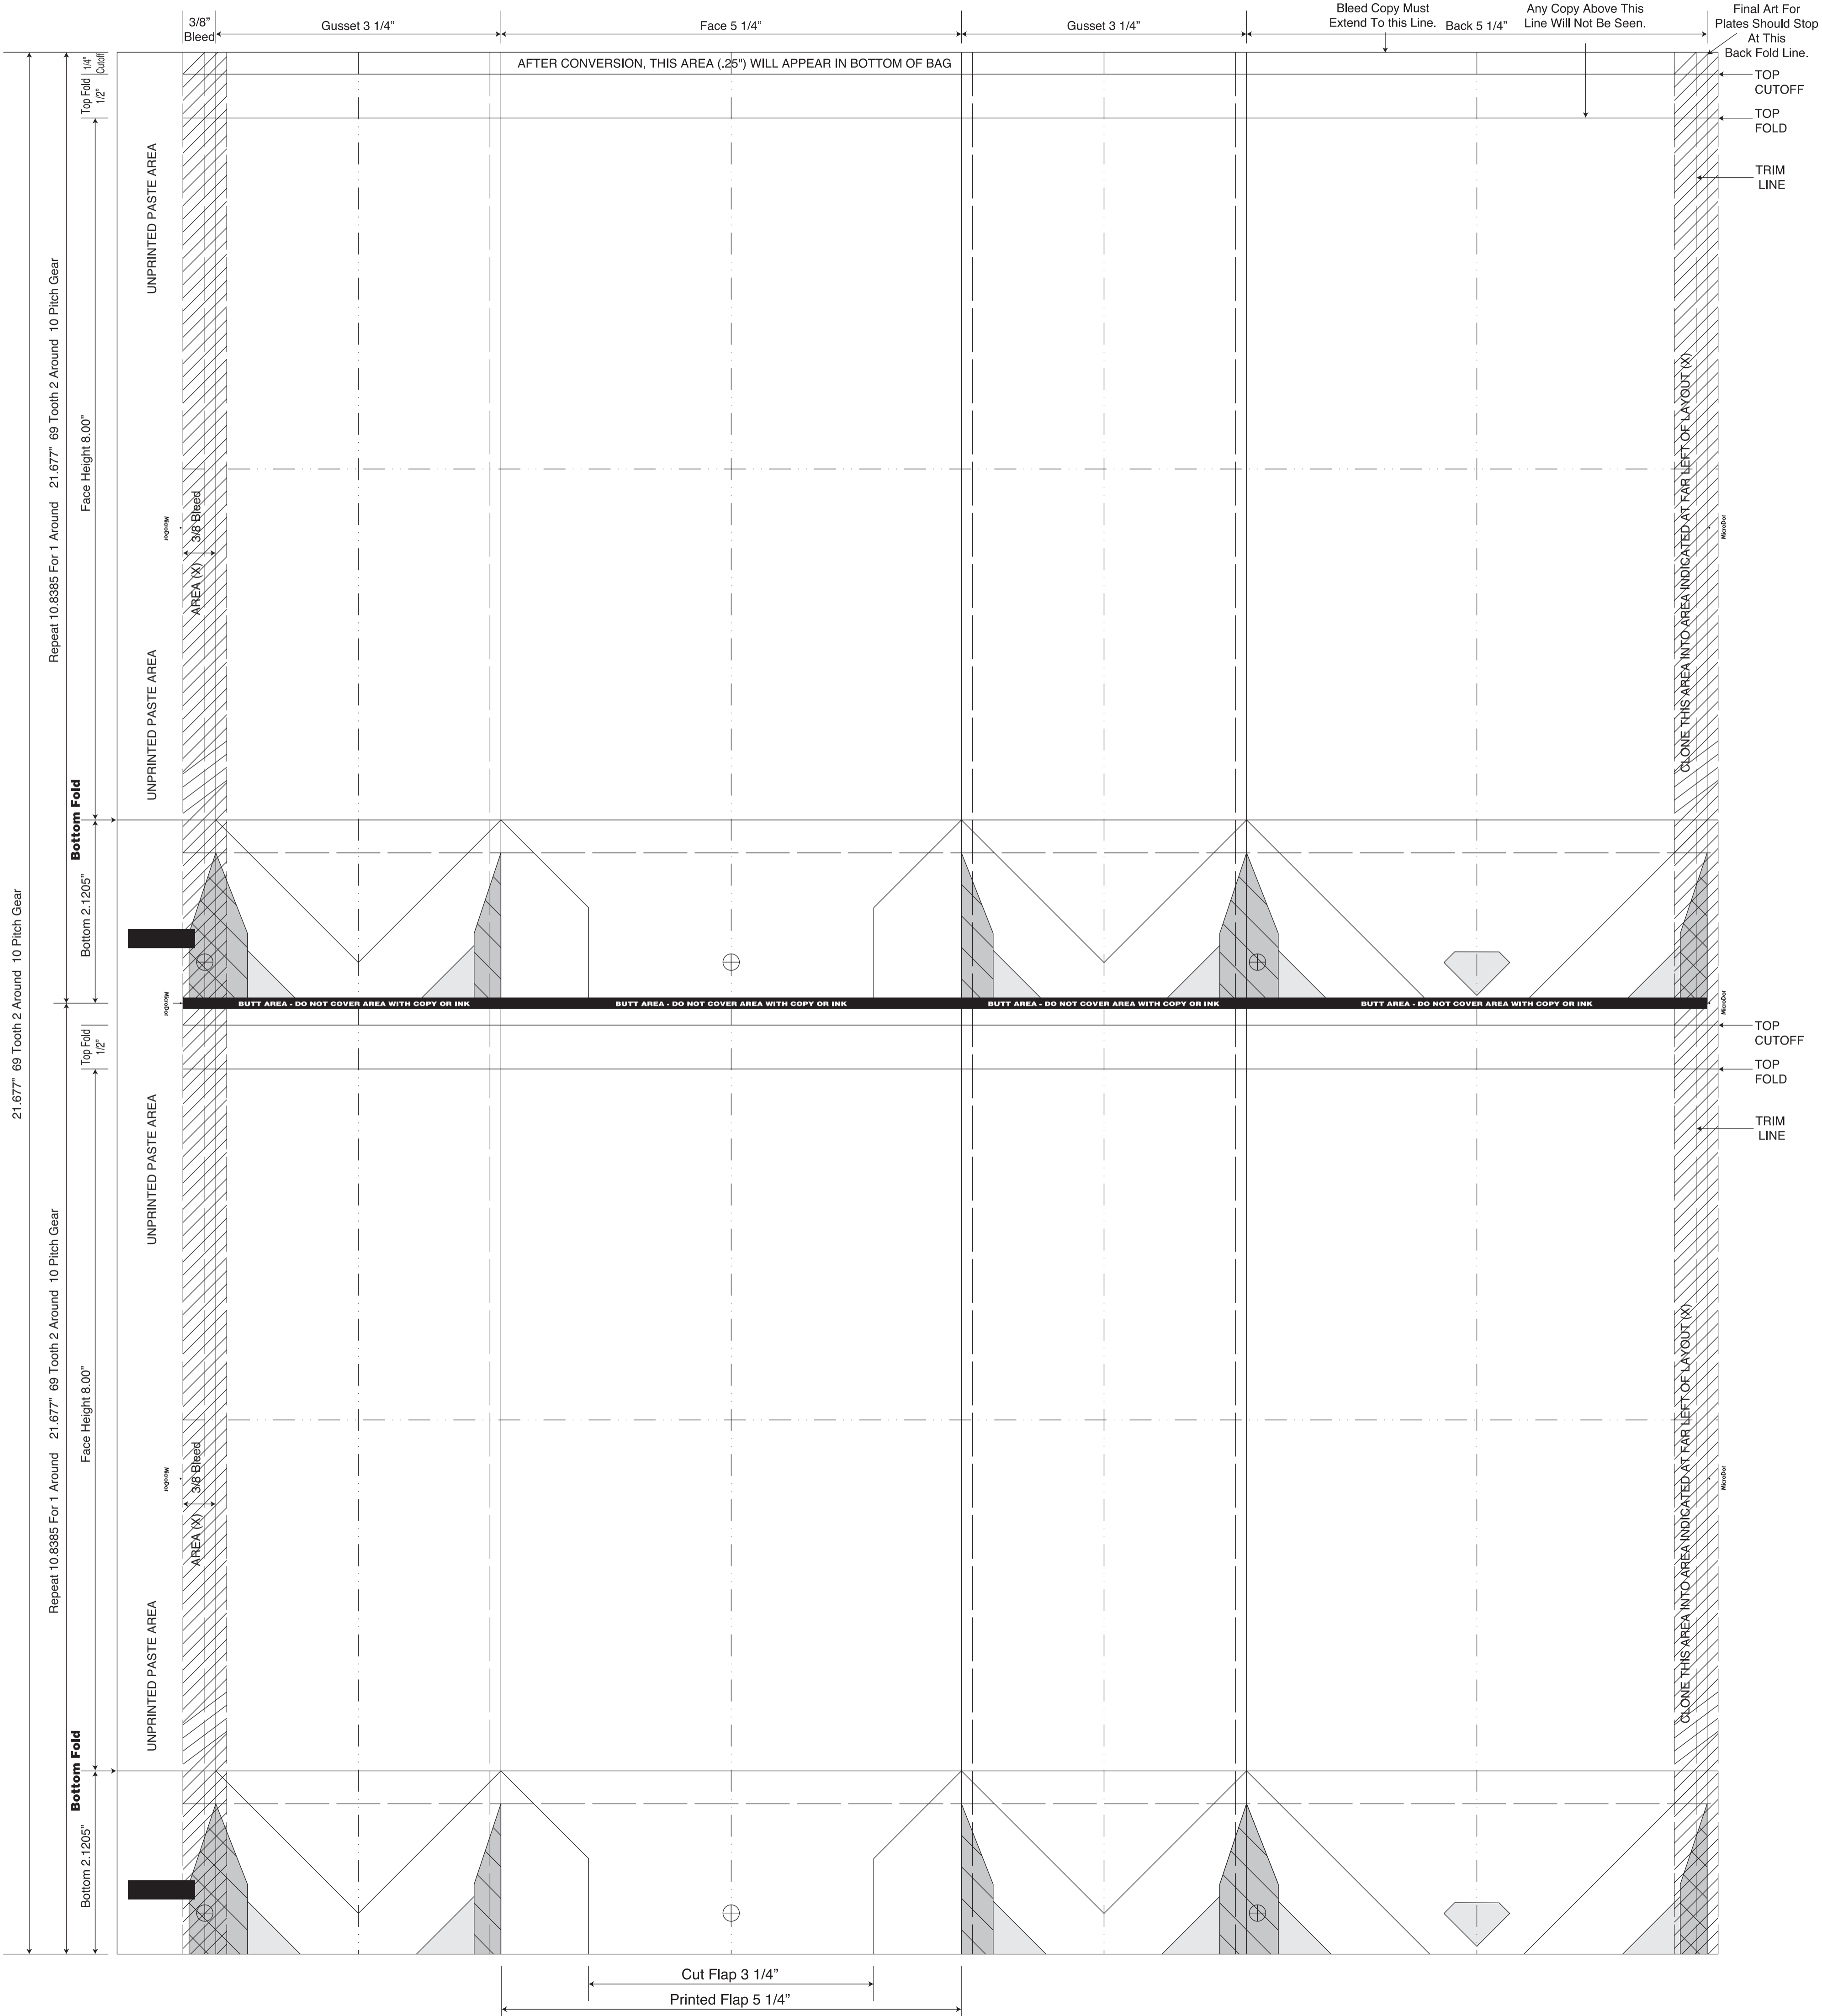 3/8”
Bleed
Gusset 3 1/4”
Face 5 1/4”
Gusset 3 1/4”
Bleed Copy Must
Extend To this Line.
Back 5 1/4”
Any Copy Above This
Line Will Not Be Seen.
Final Art For
Plates Should Stop
At This
Back Fold Line.
1/4”
Cutoff
AFTER CONVERSION, THIS AREA (.25") WILL APPEAR IN BOTTOM OF BAG
TOP
CUTOFF
Top Fold
1/2”
TOP
FOLD
TRIM
LINE
UNPRINTED PASTE AREA
Repeat 10.8385 For 1 Around 21.677” 69 Tooth 2 Around 10 Pitch Gear
Face Height 8.00”
MicroDot
3/8 Bleed
AREA (X)
CLONE THIS AREA INTO AREA INDICATED AT FAR LEFT OF LAYOUT (X)
MicroDot
UNPRINTED PASTE AREA
Bottom Fold
Bottom 2.1205”
21.677” 69 Tooth 2 Around 10 Pitch Gear
MicroDot
BUTT AREA - DO NOT COVER AREA WITH COPY OR INK
BUTT AREA - DO NOT COVER AREA WITH COPY OR INK
BUTT AREA - DO NOT COVER AREA WITH COPY OR INK
BUTT AREA - DO NOT COVER AREA WITH COPY OR INK
MicroDot
TOP
CUTOFF
Top Fold
1/2”
TOP
FOLD
TRIM
LINE
UNPRINTED PASTE AREA
Repeat 10.8385 For 1 Around 21.677” 69 Tooth 2 Around 10 Pitch Gear
Face Height 8.00”
MicroDot
3/8 Bleed
AREA (X)
CLONE THIS AREA INTO AREA INDICATED AT FAR LEFT OF LAYOUT (X)
MicroDot
UNPRINTED PASTE AREA
Bottom Fold
Bottom 2.1205”
Cut Flap 3 1/4”
Printed Flap 5 1/4”